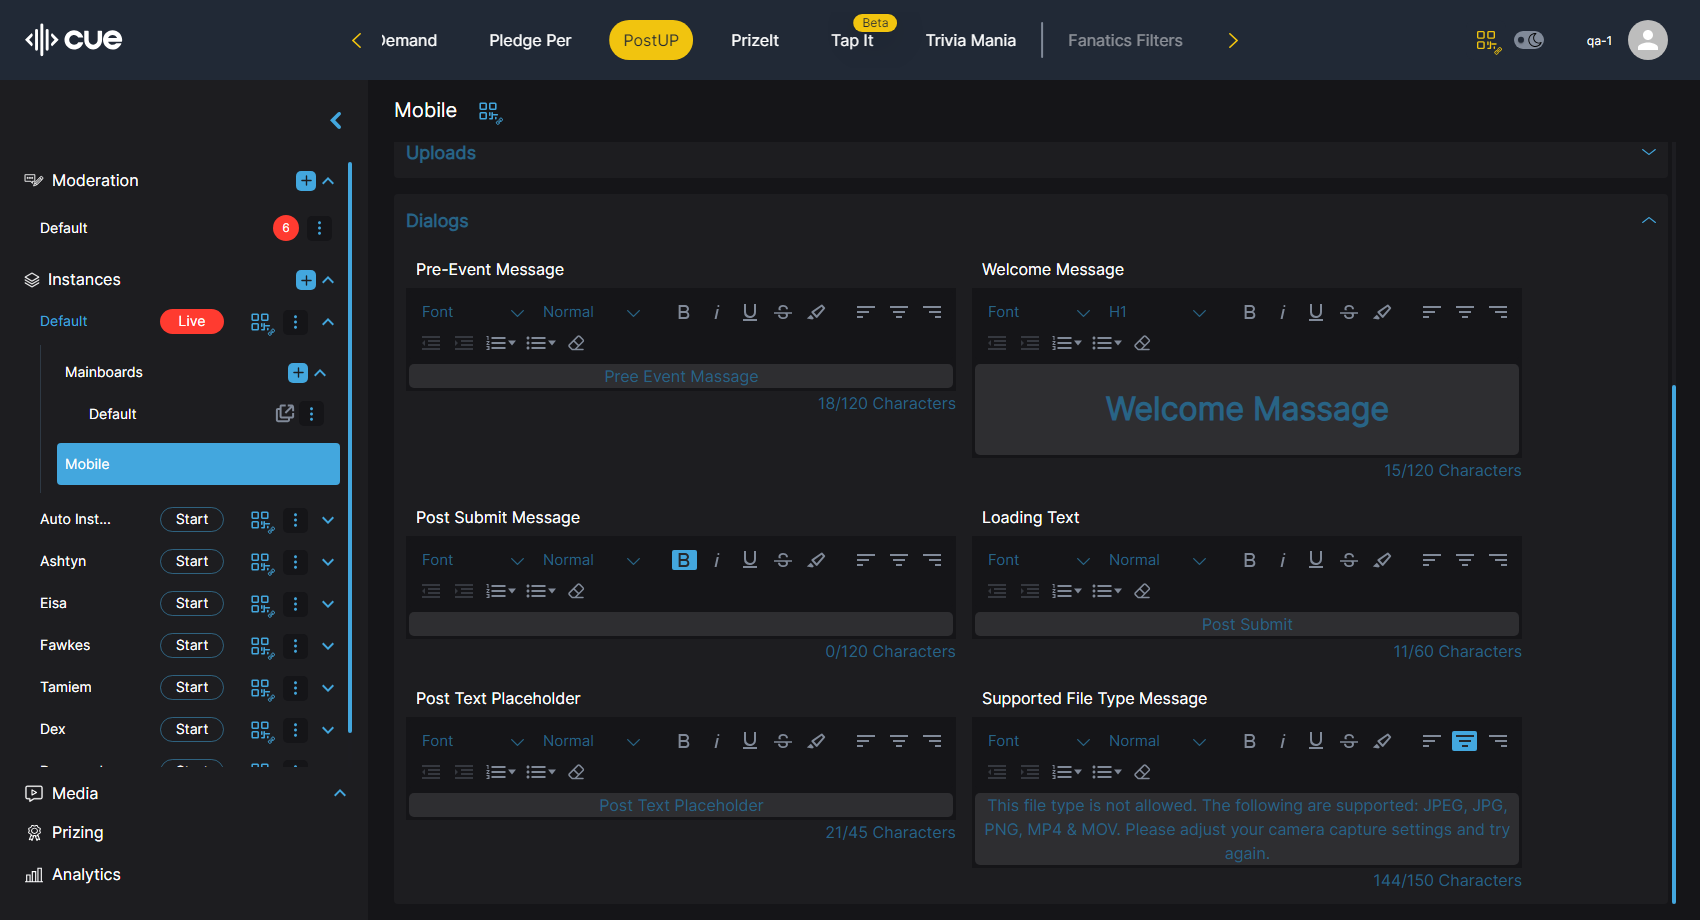 cue
Demand
Pledge Per
PostUP
PrizeIt
Beta
Tap It
Trivia Mania
Fanatics Filters
qa-1
Mobile
Moderation
Default
6
Instances
Default
Live
Mainboards
Default
Mobile
Auto Inst...
Start
Ashtyn
Start
Eisa
Start
Fawkes
Start
Tamiem
Start
Dex
Start
Media
Prizing
Analytics
Uploads
Dialogs
Pre-Event Message
Font
Normal
B
i
U
S
Pree Event Massage
18/120 Characters
Welcome Message
Font
H1
B
i
U
S
Welcome Massage
15/120 Characters
Post Submit Message
Font
Normal
B
i
U
S
0/120 Characters
Loading Text
Font
Normal
B
i
U
S
Post Submit
11/60 Characters
Post Text Placeholder
Font
Normal
B
i
U
S
Post Text Placeholder
21/45 Characters
Supported File Type Message
Font
Normal
B
i
U
S
This file type is not allowed. The following are supported: JPEG, JPG,
PNG, MP4 & MOV. Please adjust your camera capture settings and try
again.
144/150 Characters